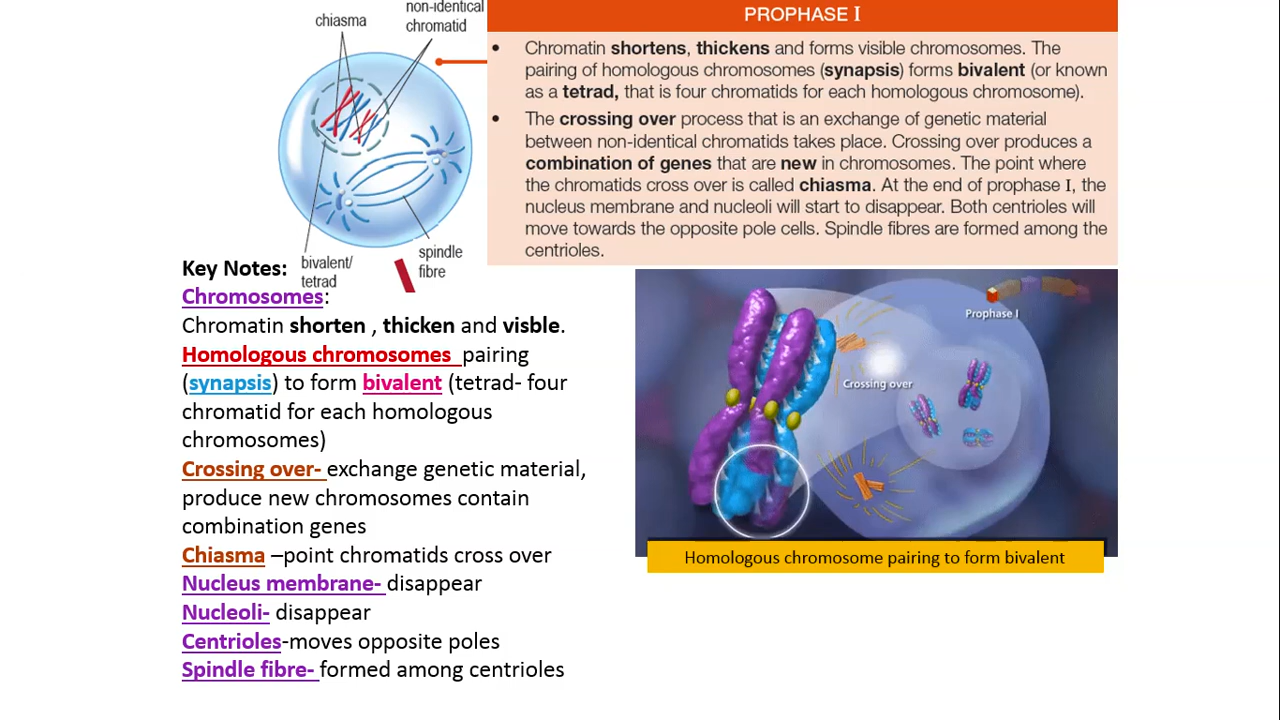 chiasma
non-identical
chromatid
bivalent/
tetrad
spindle
fibre
PROPHASE I
• Chromatin shortens, thickens and forms visible chromosomes. The
pairing of homologous chromosomes (synapsis) forms bivalent (or known
as a tetrad, that is four chromatids for each homologous chromosome).
• The crossing over process that is an exchange of genetic material
between non-identical chromatids takes place. Crossing over produces a
combination of genes that are new in chromosomes. The point where
the chromatids cross over is called chiasma. At the end of prophase I, the
nucleus membrane and nucleoli will start to disappear. Both centrioles will
move towards the opposite pole cells. Spindle fibres are formed among the
centrioles.
Key Notes:
Chromosomes:
Chromatin shorten , thicken and visble.
Homologous chromosomes pairing
(synapsis) to form bivalent (tetrad- four
chromatid for each homologous
chromosomes)
Crossing over- exchange genetic material,
produce new chromosomes contain
combination genes
Chiasma –point chromatids cross over
Nucleus membrane- disappear
Nucleoli- disappear
Centrioles-moves opposite poles
Spindle fibre- formed among centrioles
Prophase I
Crossing over
Homologous chromosome pairing to form bivalent